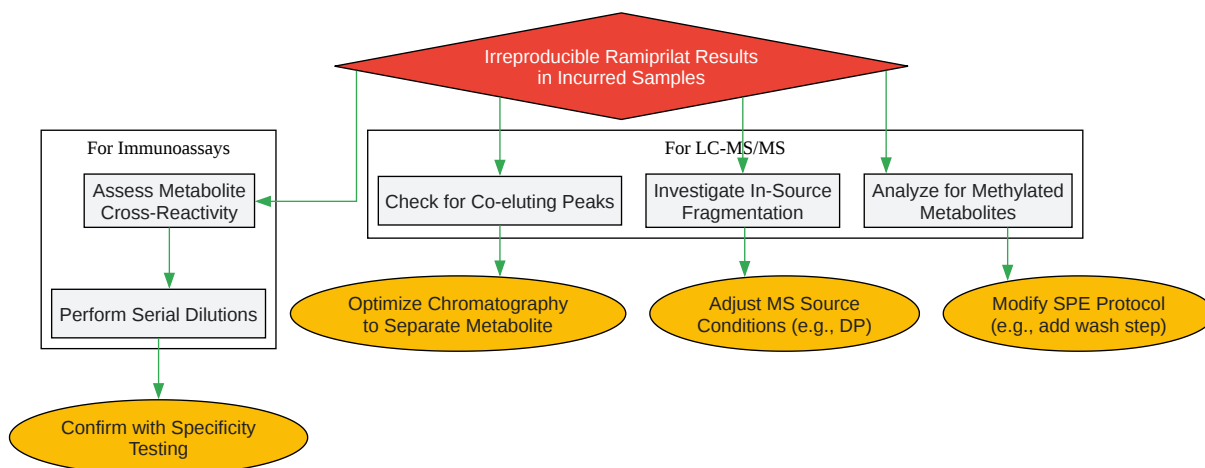 Irreproducible Ramiprilat Results
in Incurred Samples
For Immunoassays
Assess Metabolite
Cross-Reactivity
Perform Serial Dilutions
Confirm with Specificity
Testing
For LC-MS/MS
Check for Co-eluting Peaks
Investigate In-Source
Fragmentation
Analyze for Methylated
Metabolites
Optimize Chromatography
to Separate Metabolite
Adjust MS Source
Conditions (e.g., DP)
Modify SPE Protocol
(e.g., add wash step)